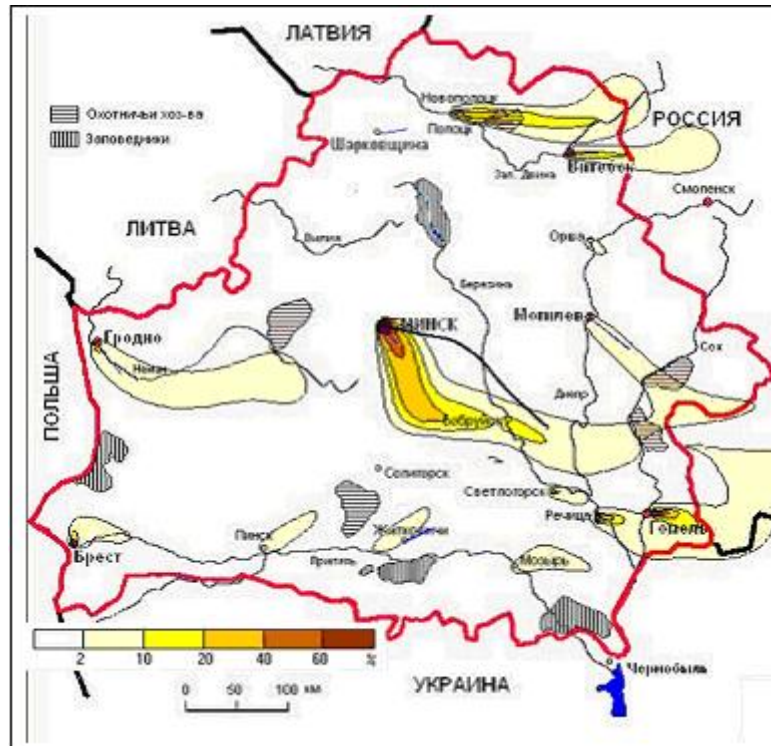 ЛАТВИЯ
Охотничьи хоз-ва
Заповедники
Новополоцк
Полоцк
РОССИЯ
Шарковщина
Зап. Двина
Витебск
Смоленск
ЛИТВА
Вилия
Орша
Березина
Гродно
МИНСК
Могилев
Неман
Сож
ПОЛЬША
Днепр
Бобруйск
Солигорск
Светлогорск
Речица
Гомель
Житковичи
Пинск
Брест
Припять
Мозырь
2 10 20 40 60 %
0 50 100 км
УКРАИНА
Чернобыль